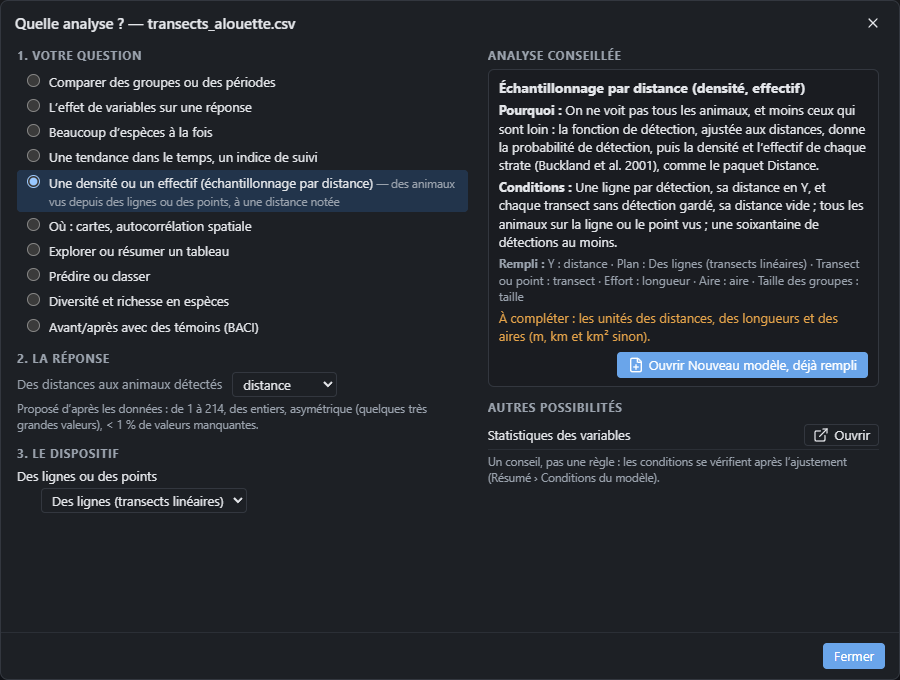 Quelle analyse ? — transects_alouette.csv
1. VOTRE QUESTION
Comparer des groupes ou des périodes
L’effet de variables sur une réponse
Beaucoup d’espèces à la fois
Une tendance dans le temps, un indice de suivi
Une densité ou un effectif (échantillonnage par distance) — des animaux
vus depuis des lignes ou des points, à une distance notée
Où : cartes, autocorrélation spatiale
Explorer ou résumer un tableau
Prédire ou classer
Diversité et richesse en espèces
Avant/après avec des témoins (BACI)
2. LA RÉPONSE
Des distances aux animaux détectés distance
Proposé d’après les données : de 1 à 214, des entiers, asymétrique (quelques très
grandes valeurs), < 1 % de valeurs manquantes.
3. LE DISPOSITIF
Des lignes ou des points
Des lignes (transects linéaires)
ANALYSE CONSEILLÉE
Échantillonnage par distance (densité, effectif)
Pourquoi : On ne voit pas tous les animaux, et moins ceux qui
sont loin : la fonction de détection, ajustée aux distances, donne
la probabilité de détection, puis la densité et l’effectif de chaque
strate (Buckland et al. 2001), comme le paquet Distance.
Conditions : Une ligne par détection, sa distance en Y, et
chaque transect sans détection gardé, sa distance vide ; tous les
animaux sur la ligne ou le point vus ; une soixantaine de
détections au moins.
Rempli : Y : distance · Plan : Des lignes (transects linéaires) · Transect
ou point : transect · Effort : longueur · Aire : aire · Taille des groupes :
taille
À compléter : les unités des distances, des longueurs et des
aires (m, km et km² sinon).
Ouvrir Nouveau modèle, déjà rempli
AUTRES POSSIBILITÉS
Statistiques des variables Ouvrir
Un conseil, pas une règle : les conditions se vérifient après l’ajustement
(Résumé › Conditions du modèle).
Fermer